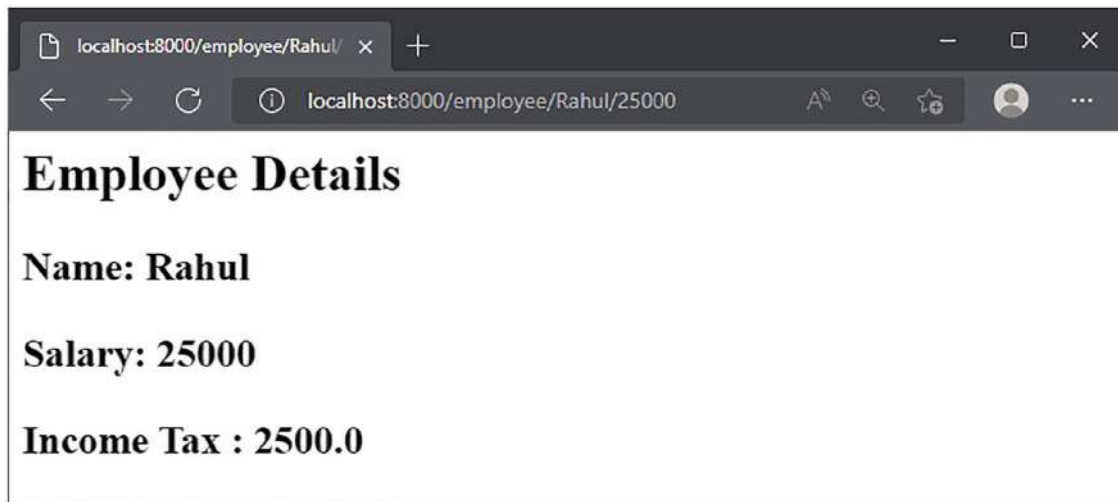 localhost:8000/employee/Rahul/
localhost:8000/employee/Rahul/25000
Employee Details
Name: Rahul
Salary: 25000
Income Tax : 2500.0